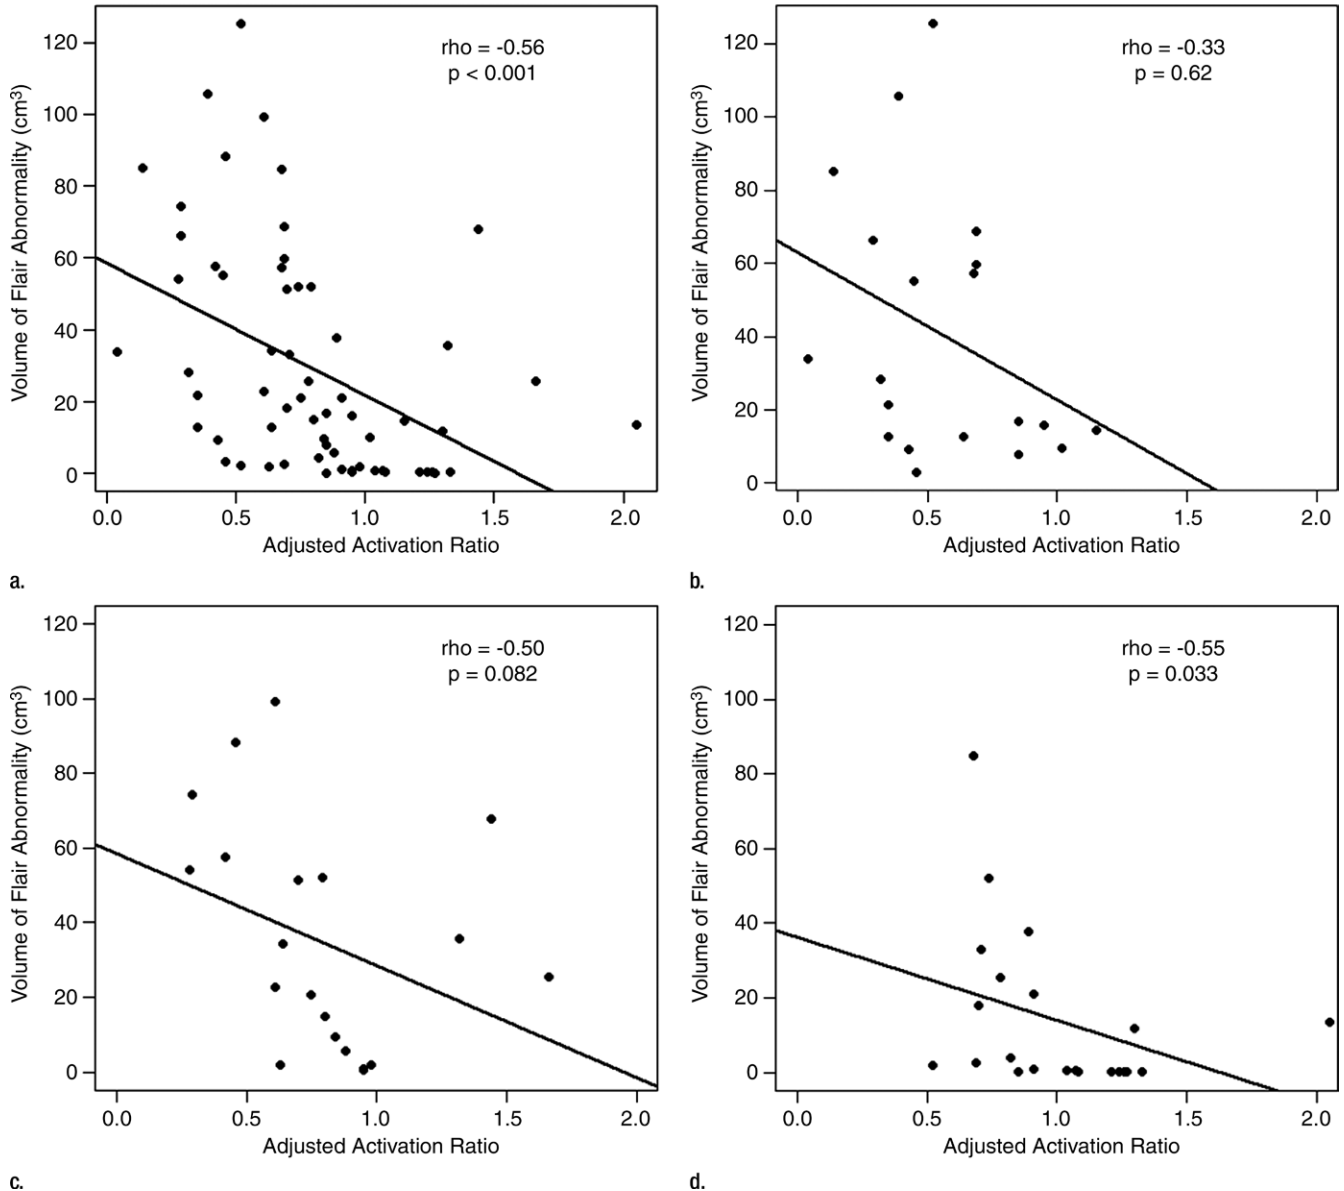 rho = -0.56
p < 0.001
Volume of Flair Abnormality (cm³)
120
100
80
60
40
20
0
0.0 0.5 1.0 1.5 2.0
Adjusted Activation Ratio
a.
rho = -0.33
p = 0.62
Volume of Flair Abnormality (cm³)
120
100
80
60
40
20
0
0.0 0.5 1.0 1.5 2.0
Adjusted Activation Ratio
b.
rho = -0.50
p = 0.082
Volume of Flair Abnormality (cm³)
120
100
80
60
40
20
0
0.0 0.5 1.0 1.5 2.0
Adjusted Activation Ratio
c.
rho = -0.55
p = 0.033
Volume of Flair Abnormality (cm³)
120
100
80
60
40
20
0
0.0 0.5 1.0 1.5 2.0
Adjusted Activation Ratio
d.